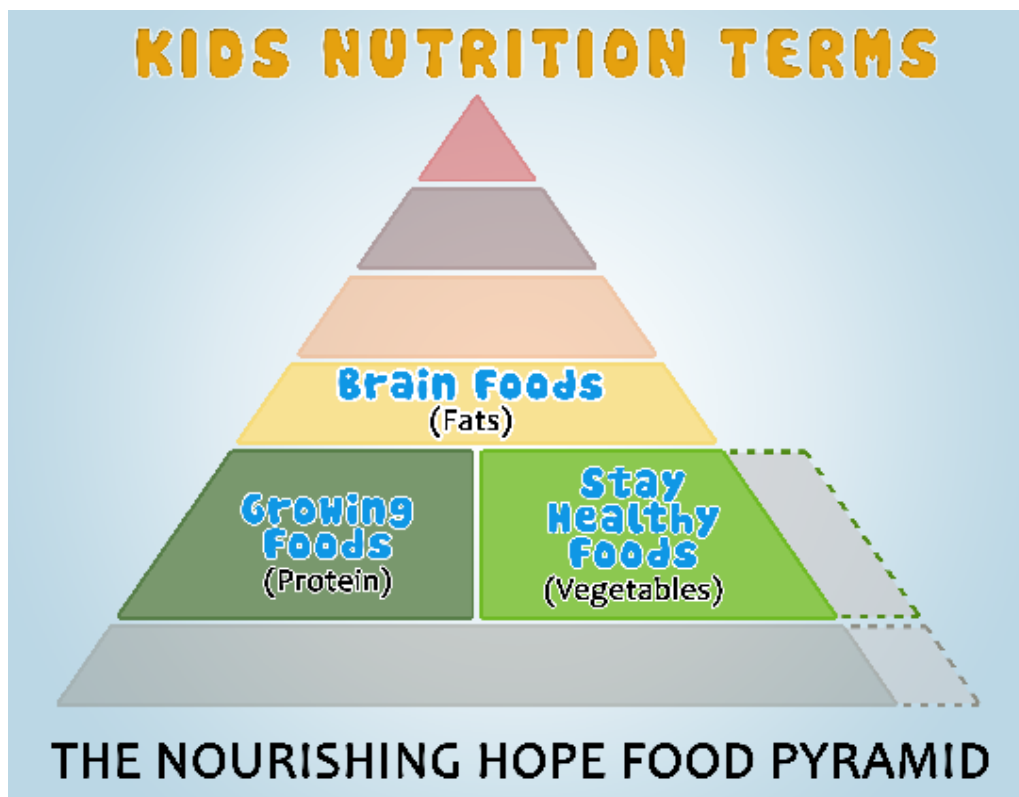 KIDS NUTRITION TERMS
Brain Foods
(Fats)
Growing
Foods
(Protein)
Stay
Healthy
Foods
(Vegetables)
THE NOURISHING HOPE FOOD PYRAMID